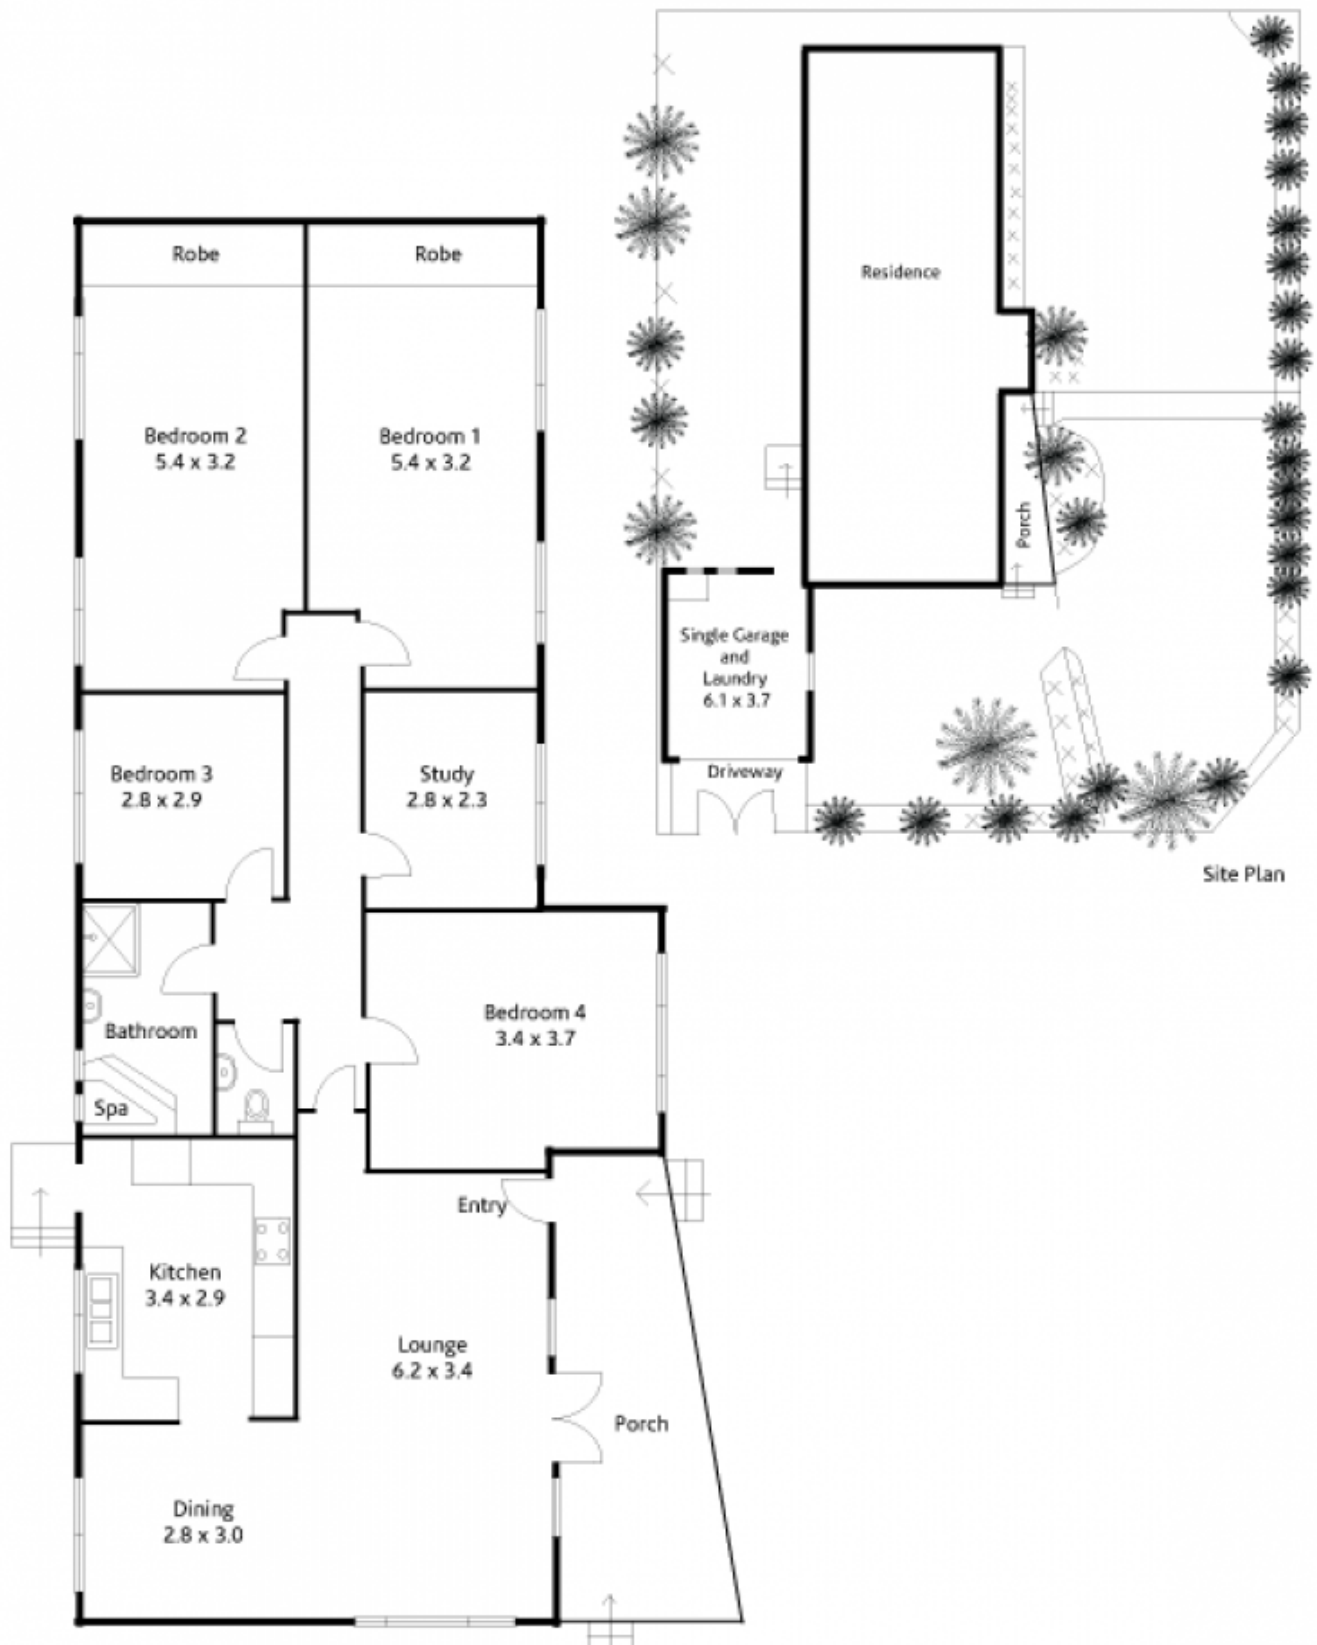 Robe
Robe
Residence
Bedroom 2
5.4 x 3.2
Bedroom 1
5.4 x 3.2
Porch
Single Garage
and
Laundry
6.1 x 3.7
Driveway
Bedroom 3
2.8 x 2.9
Study
2.8 x 2.3
Site Plan
Bedroom 4
3.4 x 3.7
Bathroom
Spa
Entry
Kitchen
3.4 x 2.9
Lounge
6.2 x 3.4
Porch
Dining
2.8 x 3.0